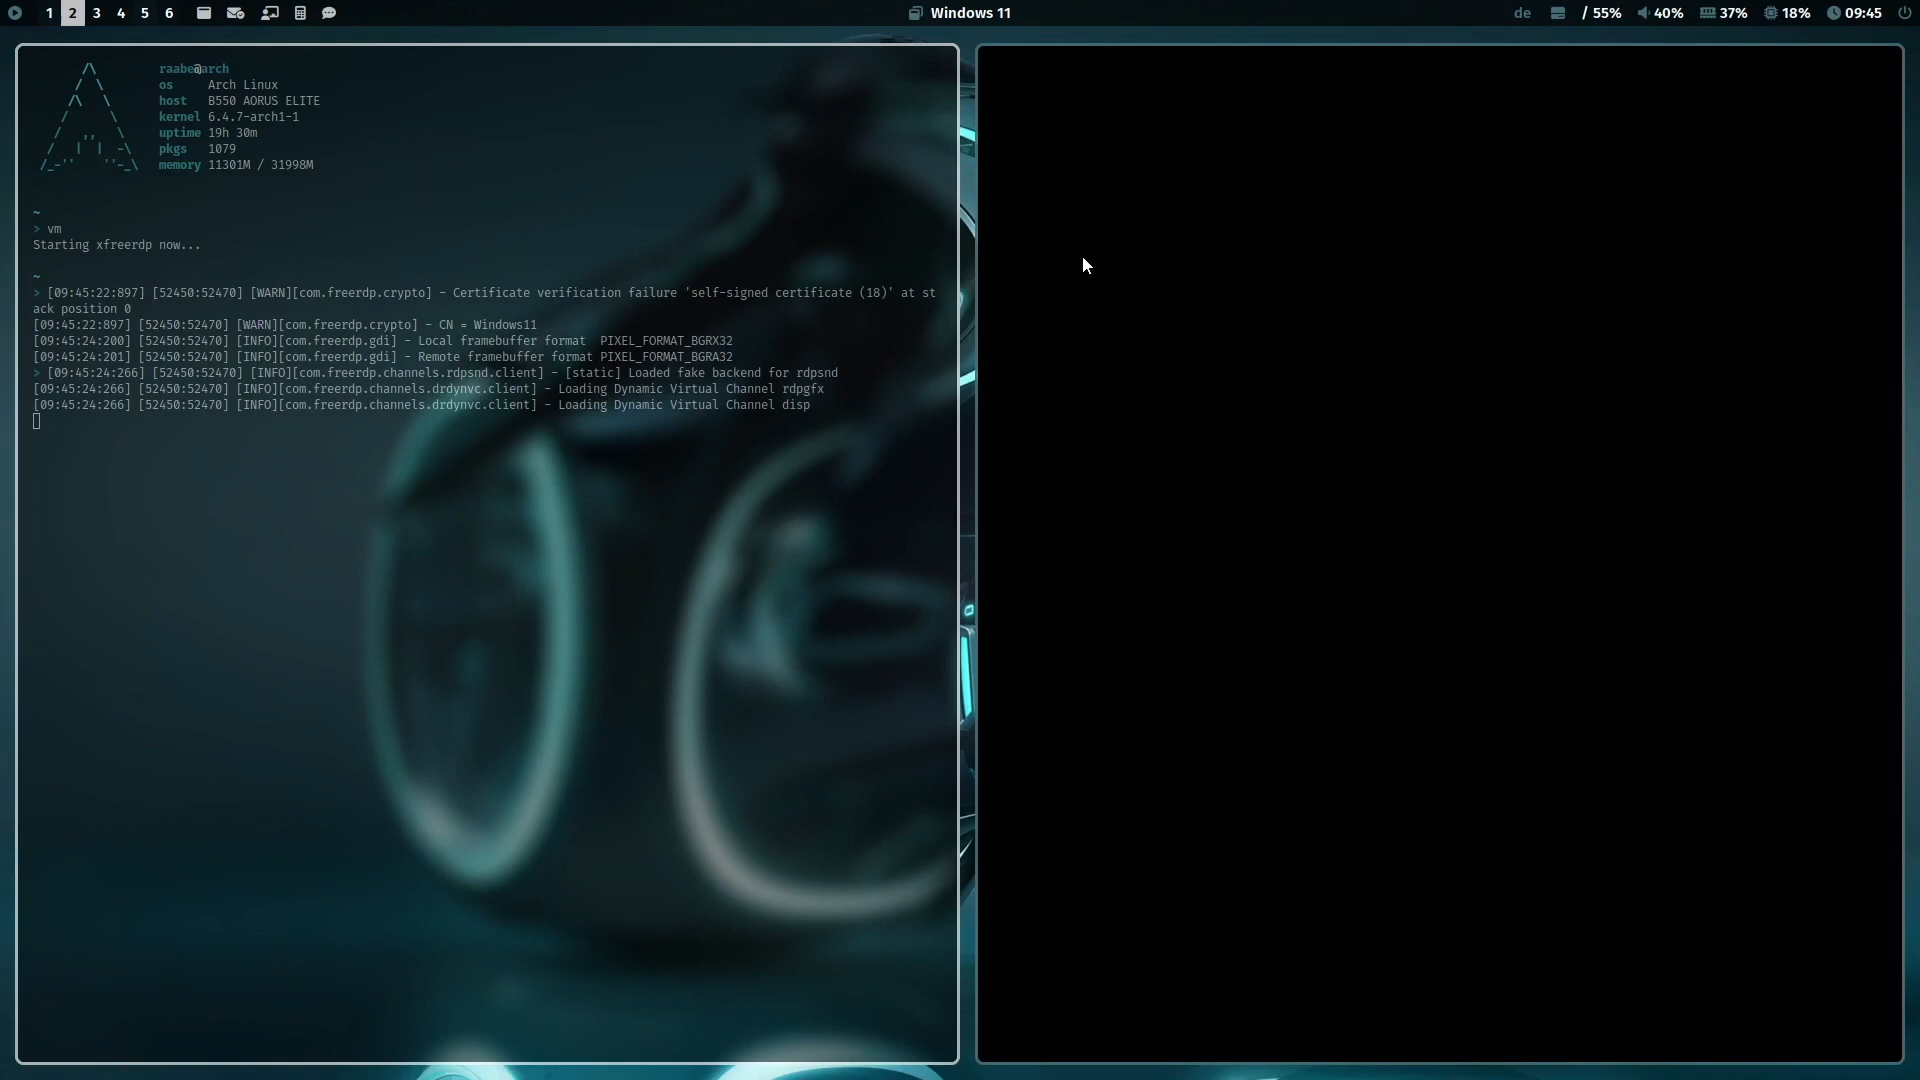 1 2 3 4 5 6 Windows 11 de / 55% 40% 37% 18% 09:45
raabe@arch
os Arch Linux
host B550 AORUS ELITE
kernel 6.4.7-arch1-1
uptime 19h 30m
pkgs 1079
memory 11301M / 31998M
~
> vm
Starting xfreerdp now...
~
> [09:45:22:897] [52450:52470] [WARN][com.freerdp.crypto] - Certificate verification failure 'self-signed certificate (18)' at st
ack position 0
[09:45:22:897] [52450:52470] [WARN][com.freerdp.crypto] - CN = Windows11
[09:45:24:200] [52450:52470] [INFO][com.freerdp.gdi] - Local framebuffer format  PIXEL_FORMAT_BGRX32
[09:45:24:201] [52450:52470] [INFO][com.freerdp.gdi] - Remote framebuffer format PIXEL_FORMAT_BGRA32
> [09:45:24:266] [52450:52470] [INFO][com.freerdp.channels.rdpsnd.client] - [static] Loaded fake backend for rdpsnd
[09:45:24:266] [52450:52470] [INFO][com.freerdp.channels.drdynvc.client] - Loading Dynamic Virtual Channel rdpgfx
[09:45:24:266] [52450:52470] [INFO][com.freerdp.channels.drdynvc.client] - Loading Dynamic Virtual Channel disp